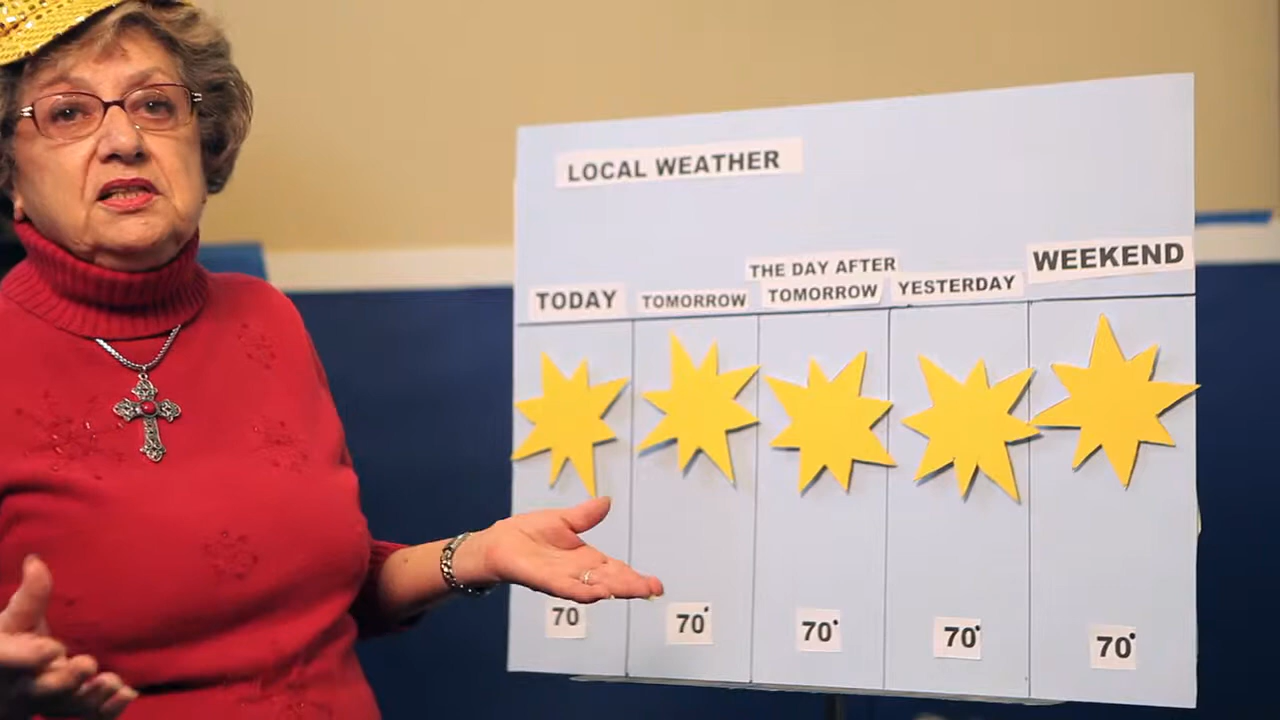 LOCAL WEATHER
TODAY
TOMORROW
THE DAY AFTER
TOMORROW
YESTERDAY
WEEKEND
70
70°
70°
70°
70°